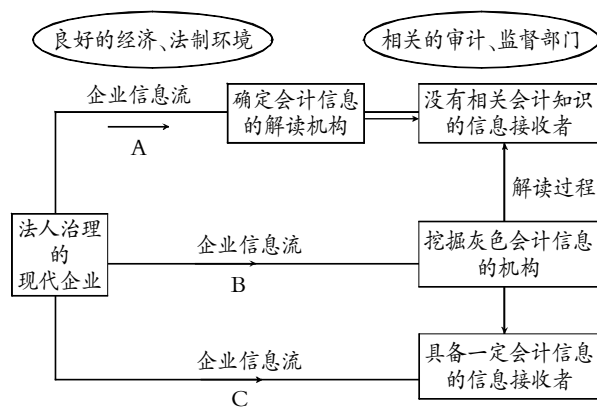 良好的经济、法制环境
相关的审计、监督部门
企业信息流
A
确定会计信息
的解读机构
没有相关会计知识
的信息接收者
解读过程
法人治理
的
现代企业
企业信息流
B
挖掘灰色会计信息
的机构
企业信息流
C
具备一定会计信息
的信息接收者